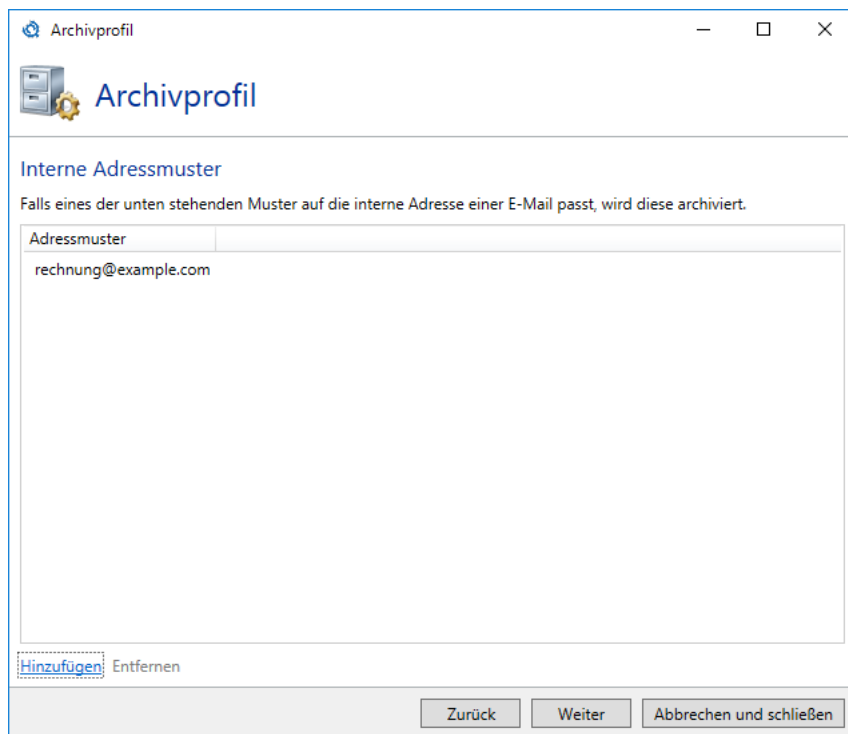 Archivprofil
Archivprofil
Interne Adressmuster
Falls eines der unten stehenden Muster auf die interne Adresse einer E-Mail passt, wird diese archiviert.
Adressmuster
rechnung@example.com
Hinzufügen Entfernen
Zurück Weiter Abbrechen und schließen